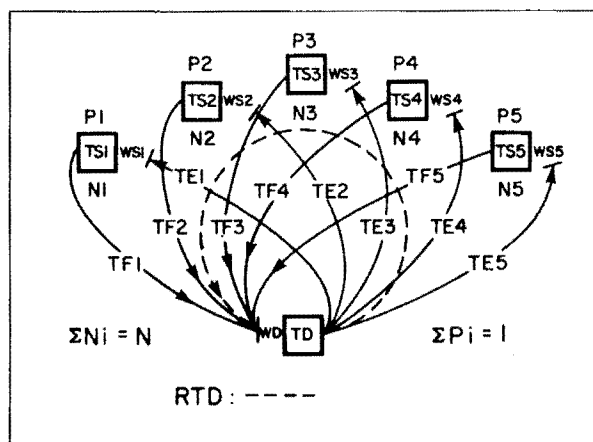 P3
P2
P4
TS3 WS3
P1
TS2 WS2
N3
TS4 WS4
P5
TS1 WS1
N2
N4
TS5 WS5
N1
TE1
TF4
TE2
TF5
N5
TF2
TF3
TE3
TE4
TF1
TE5
ΣNi = N
WD TD
ΣPi = 1
RTD : ----